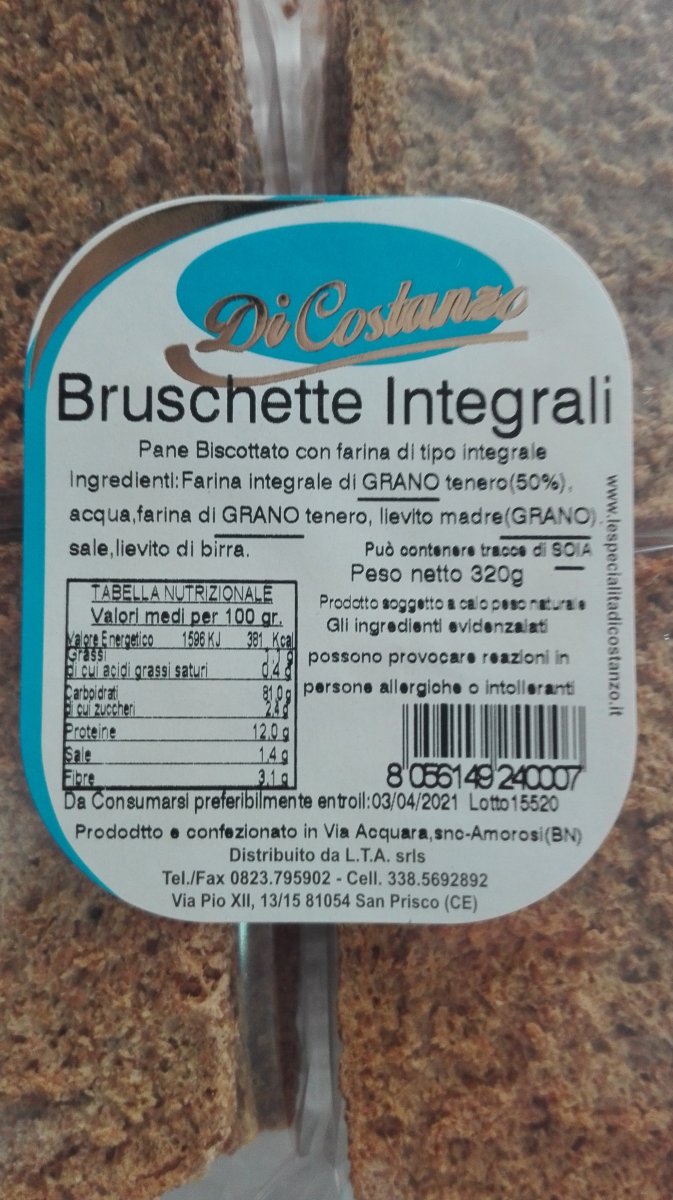 Di Costanzo
Bruschette Integrali
Pane Biscottato con farina di tipo integrale
Ingredienti:Farina integrale di GRANO tenero(50%),
acqua,farina di GRANO tenero, lievito madre(GRANO),
sale,lievito di birra.
Può contenere tracce di SOIA
Peso netto 320g
Prodotto soggetto a calo peso naturale
Gli ingredienti evidenzaiati
possono provocare reazioni in
persone allergiche o intolleranti
www.lespecialitadicostanzo.it
TABELLA NUTRIZIONALE
Valori medi per 100 gr.
Valore Energetico 1596 KJ 381 Kcal
Grassi 1,1 g
di cui acidi grassi saturi 0,4 g
Carboidrati 81,0 g
di cui zuccheri 2,4 g
Proteine 12,0 g
Sale 1,4 g
Fibre 3,1 g
8 056149 240007
Da Consumarsi preferibilmente entroil:03/04/2021 Lotto15520
Prododtto e confezionato in Via Acquara,snc-Amorosi(BN)
Distribuito da L.T.A. srls
Tel./Fax 0823.795902 - Cell. 338.5692892
Via Pio XII, 13/15 81054 San Prisco (CE)